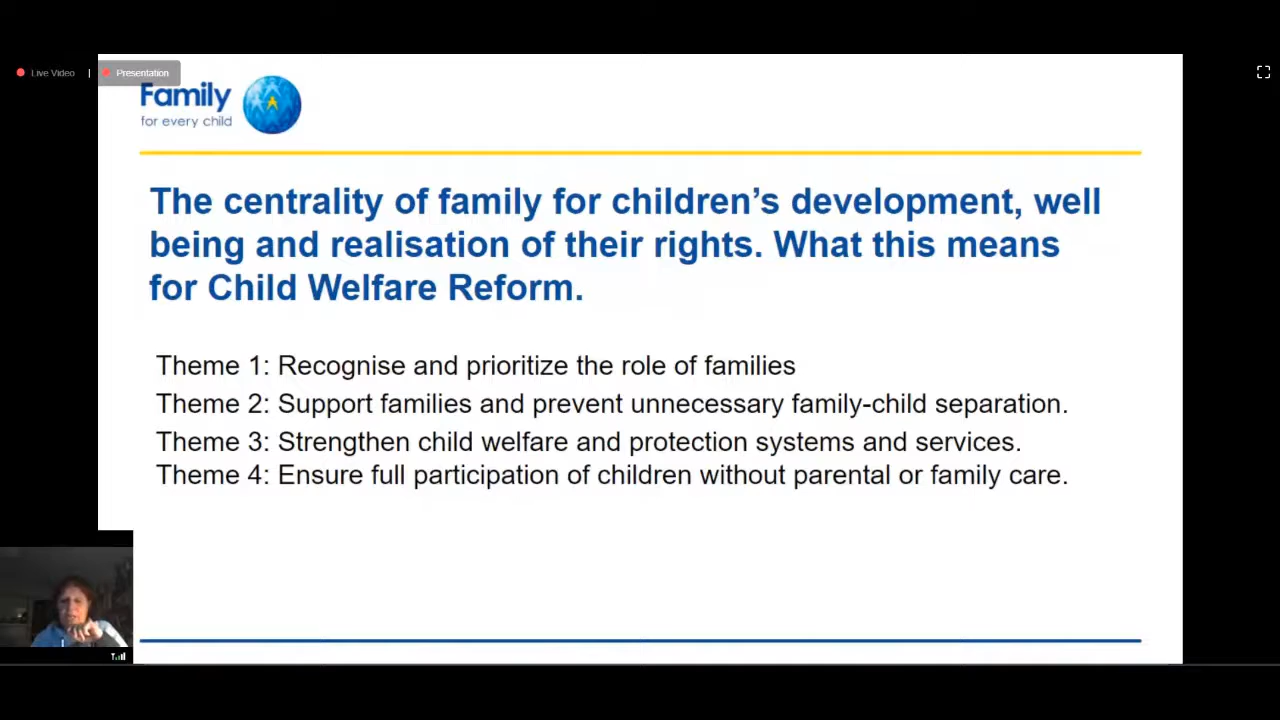 Live Video | Presentation
Family
for every child
The centrality of family for children’s development, well
being and realisation of their rights. What this means
for Child Welfare Reform.
Theme 1: Recognise and prioritize the role of families
Theme 2: Support families and prevent unnecessary family-child separation.
Theme 3: Strengthen child welfare and protection systems and services.
Theme 4: Ensure full participation of children without parental or family care.